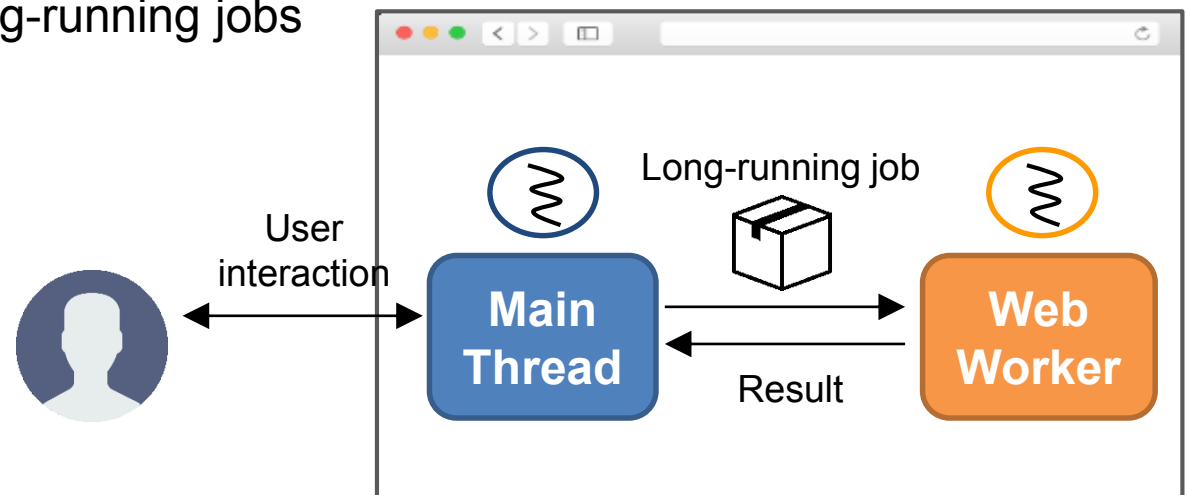 g-running jobs
Long-running job
User
interaction
Main
Thread
Web
Worker
Result